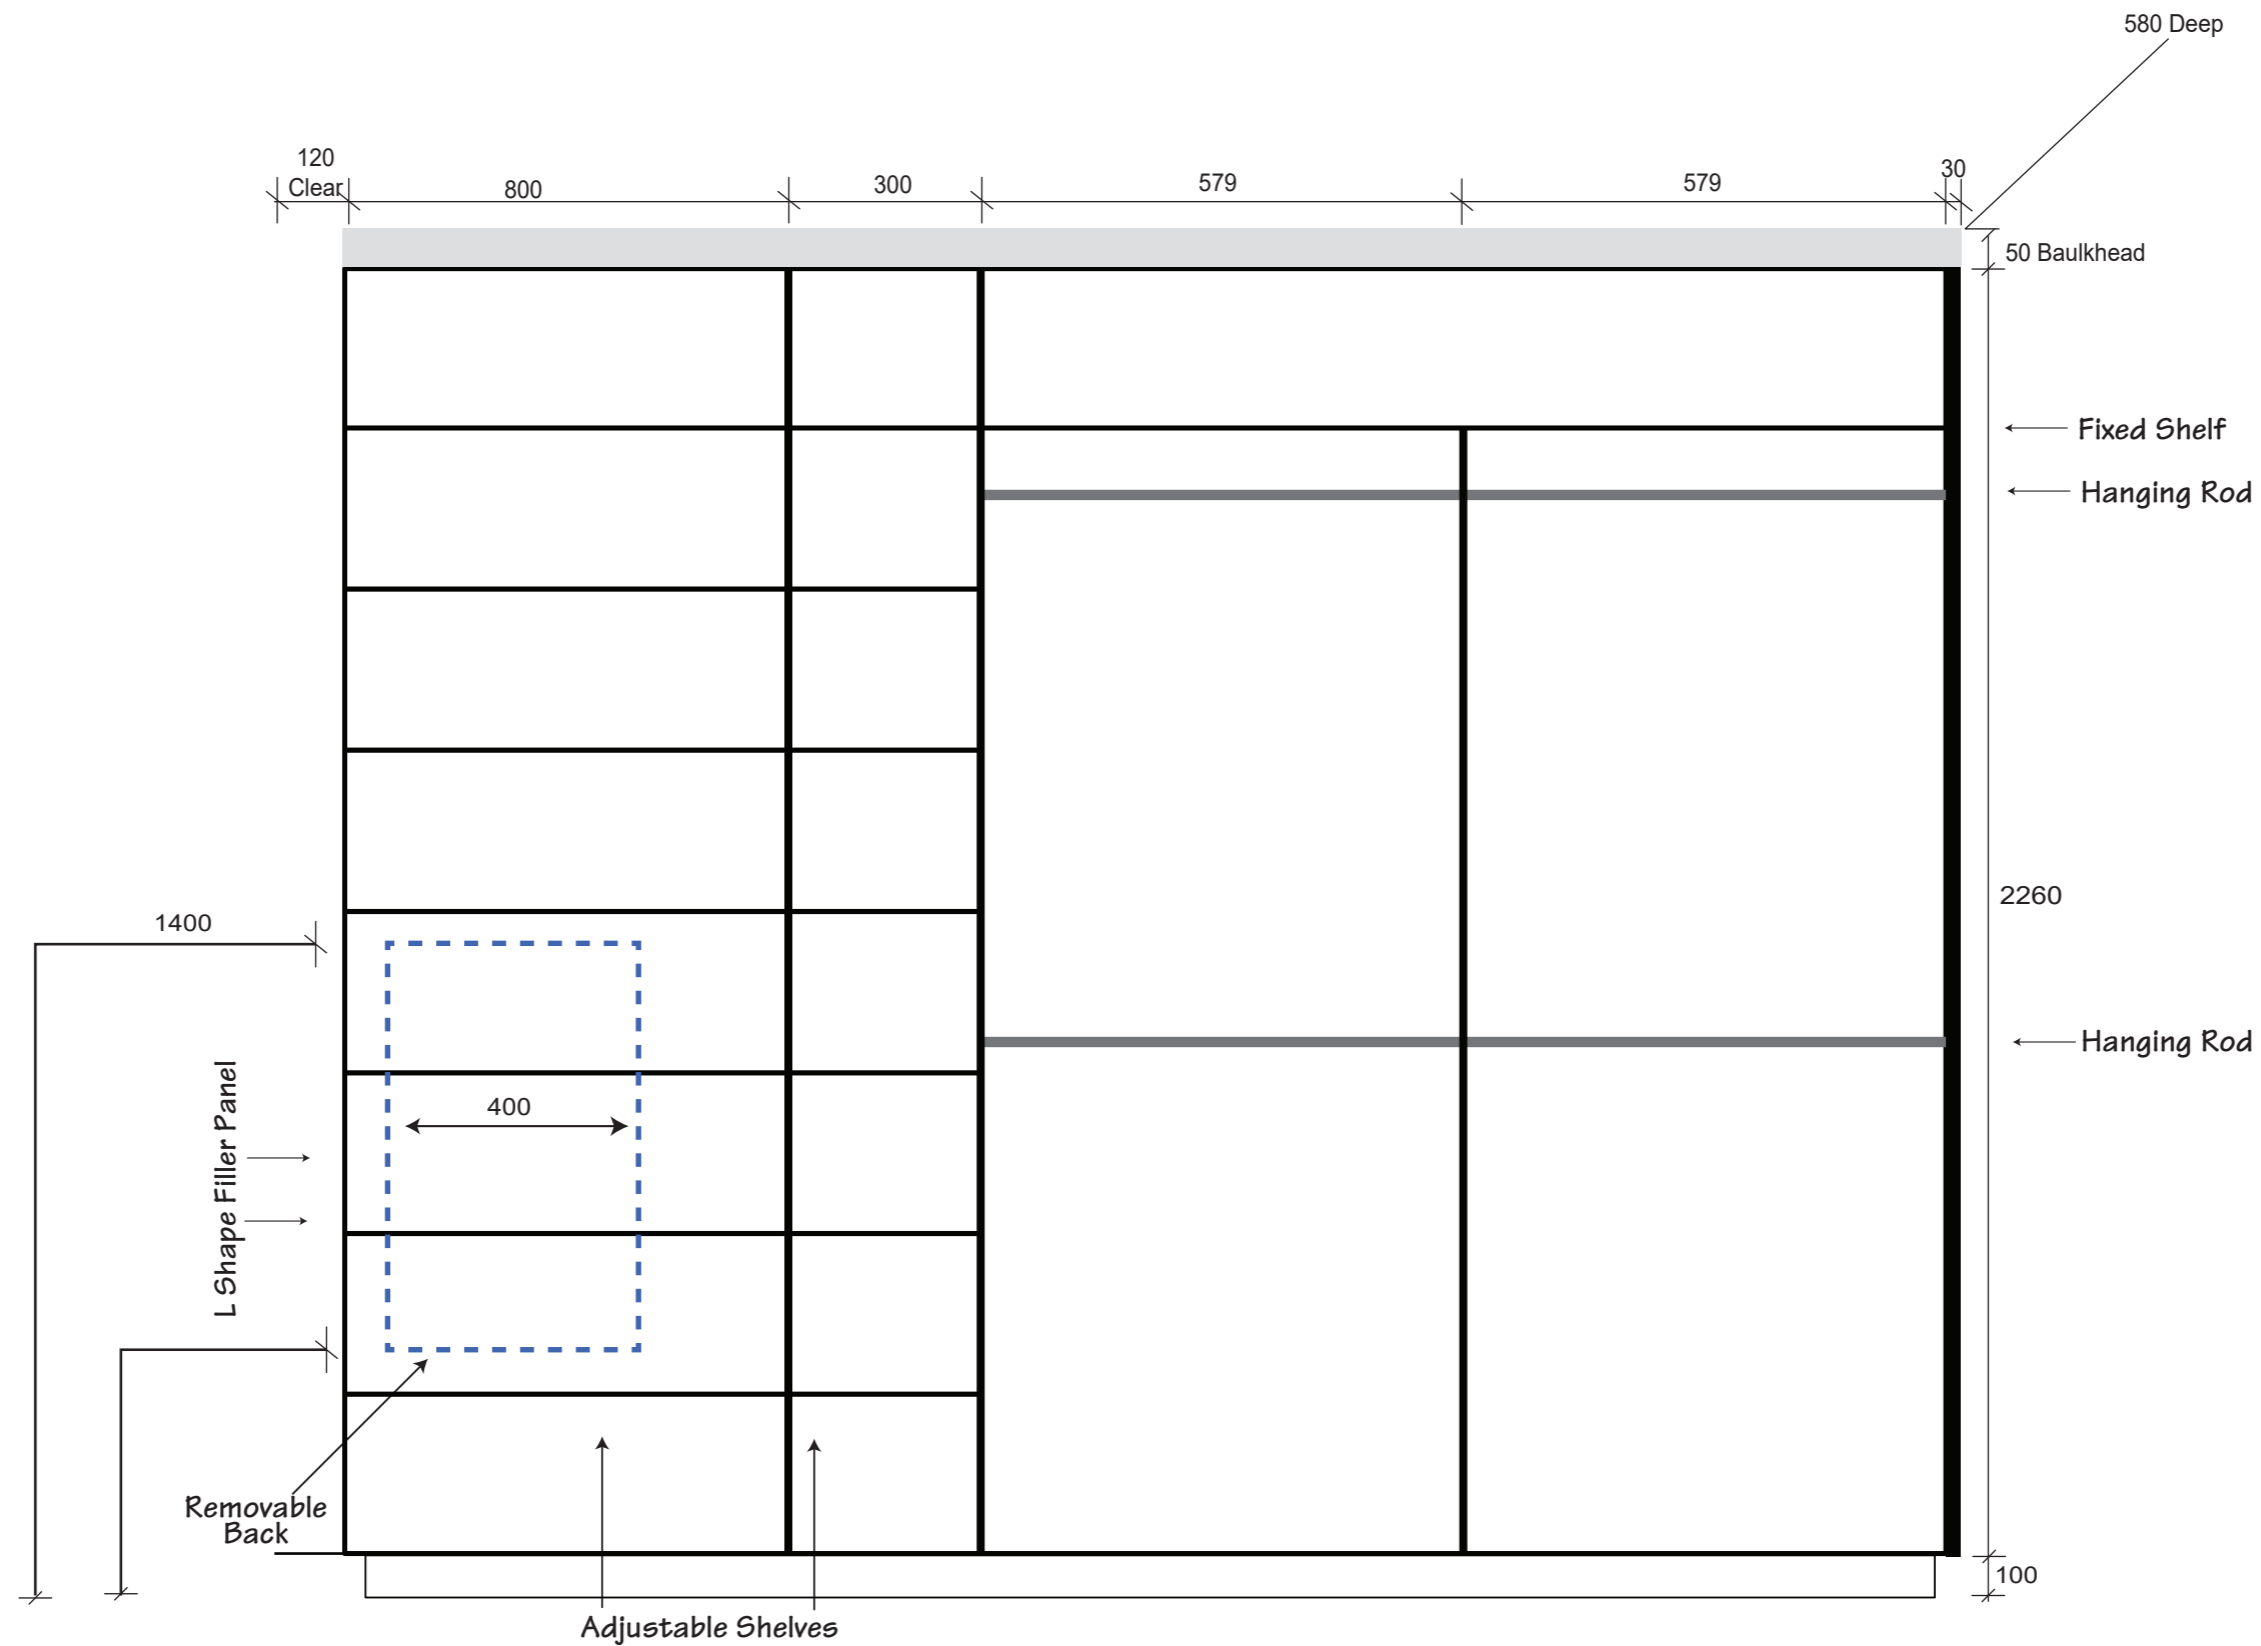 580 Deep
120
Clear
800
300
579
579
30
50 Baulkhead
Fixed Shelf
Hanging Rod
2260
1400
Hanging Rod
400
L Shape Filler Panel
Removable
Back
100
Adjustable Shelves